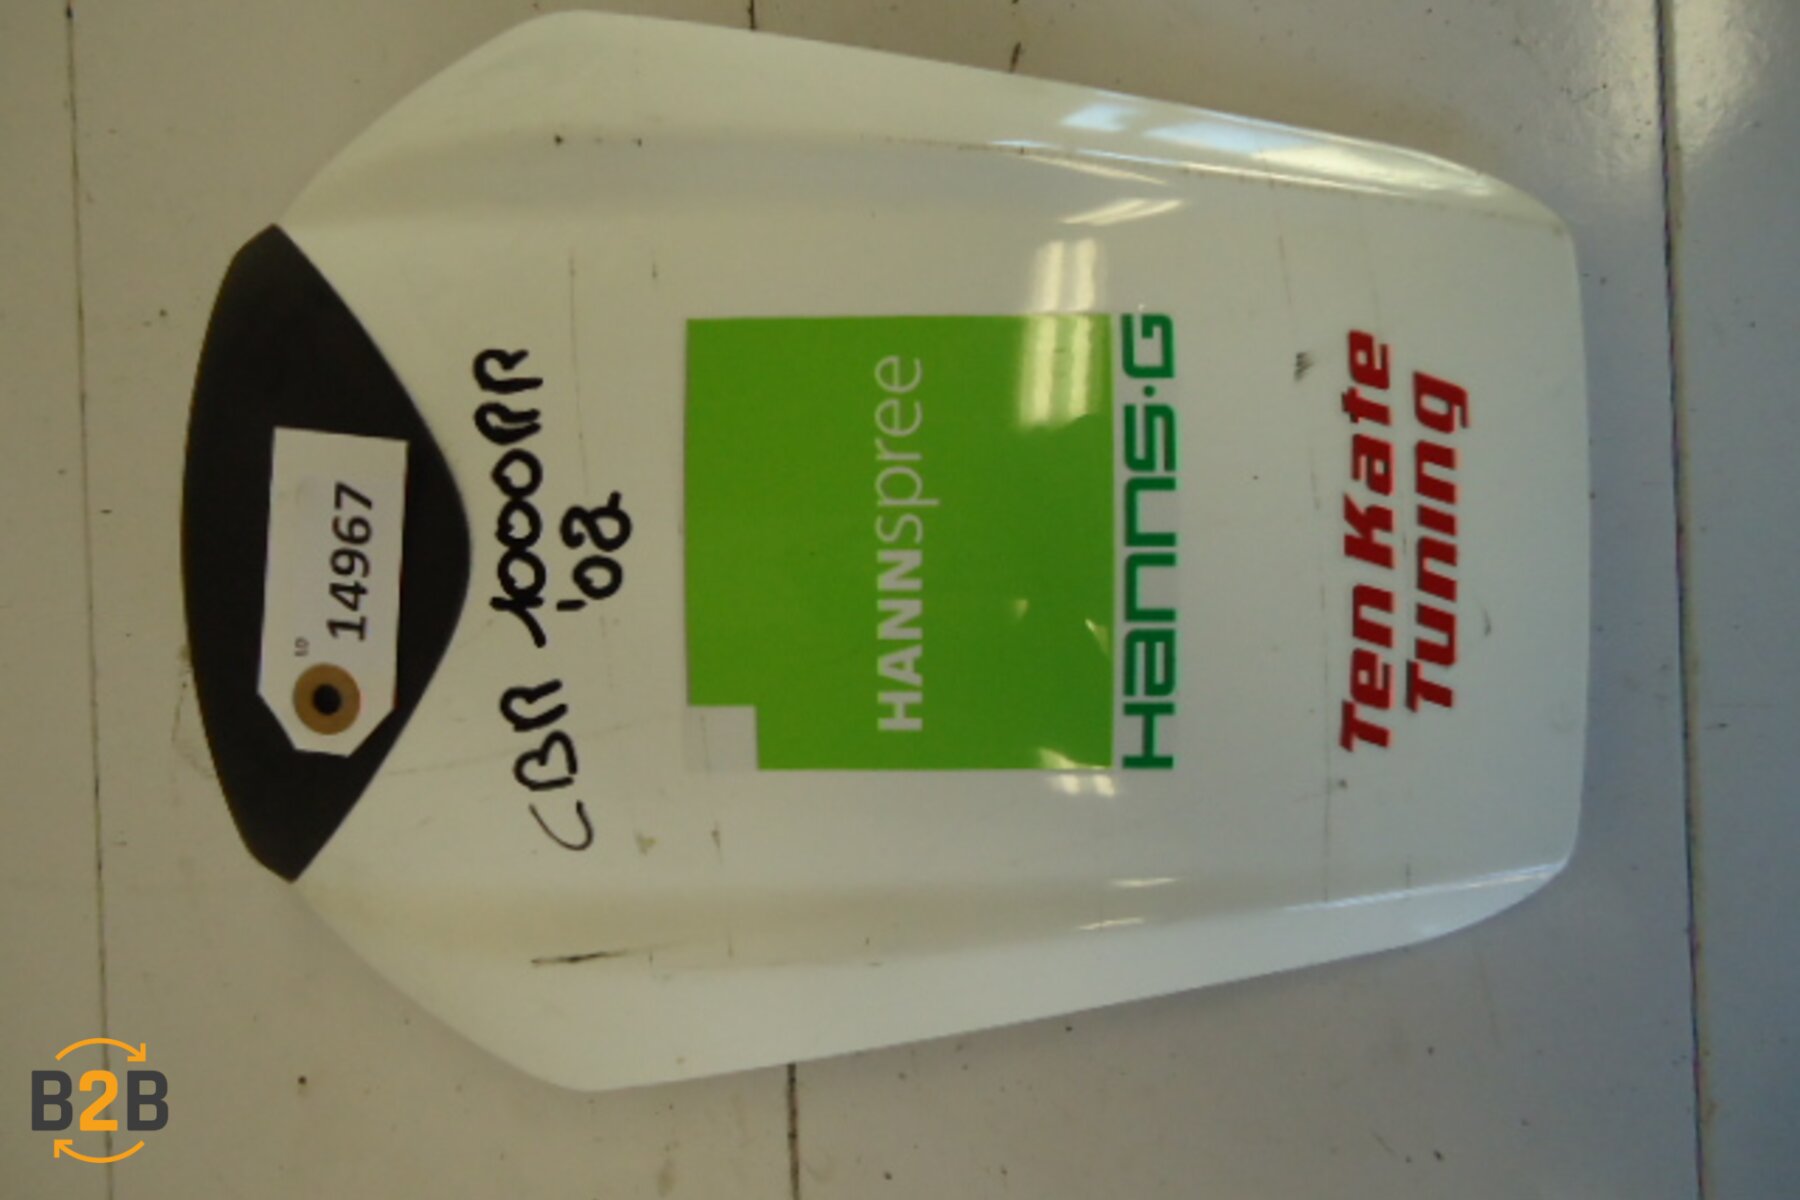 14967
CBR 1000RR
'08
HANNspree
Hanns·G
Ten Kate
Tuning
B2B